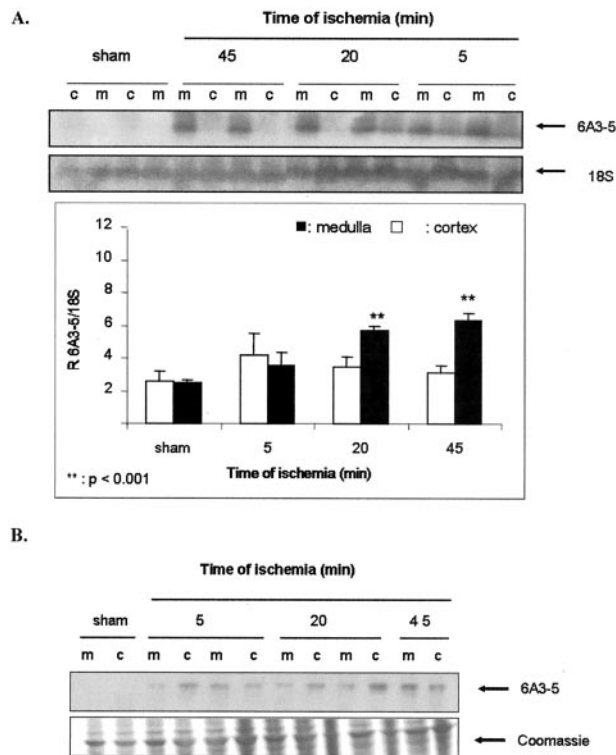 A.
Time of ischemia (min)
sham 45 20 5
c m c m m c m c m c m c m c m c
6A3-5
18S
12
10
8
6
4
2
R 6A3-5/18S
■: medulla □ : cortex
**
**
sham 5 20 45
Time of ischemia (min)
** : p < 0.001
B.
Time of ischemia (min)
sham 5 20 4 5
m c m c m c m c m c m c
6A3-5
Coomassie